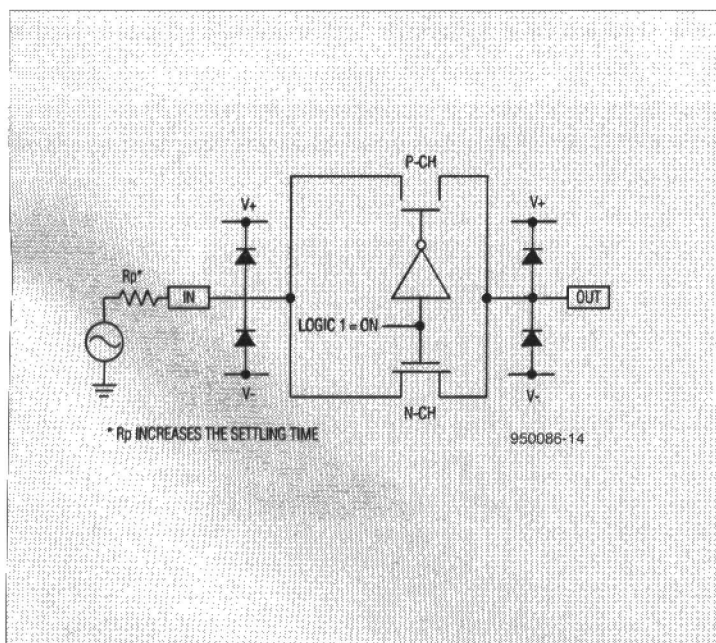 P-CH
V+
V+
Rp*
IN
OUT
LOGIC 1 = ON
V-
V-
N-CH
* Rp INCREASES THE SETTLING TIME
950086-14